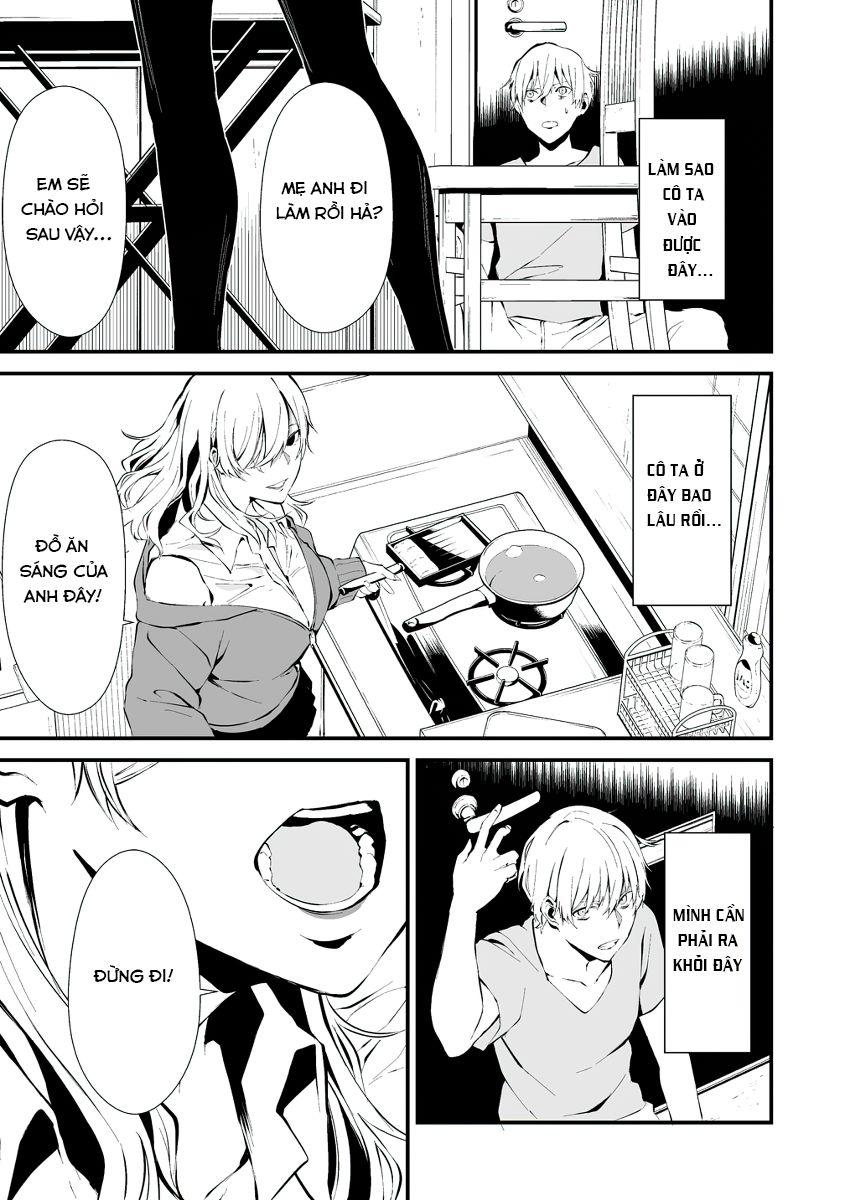 LÀM SAO
CÔ TA
VÀO
ĐƯỢC
ĐÂY...
MẸ ANH ĐI
LÀM RỒI HẢ?
EM SẼ
CHÀO HỎI
SAU VẬY...
CÔ TA Ở
ĐÂY BAO
LÂU RỒI...
ĐỒ ĂN
SÁNG CỦA
ANH ĐÂY!
MÌNH CẦN
PHẢI RA
KHỎI ĐÂY
ĐỪNG ĐI!